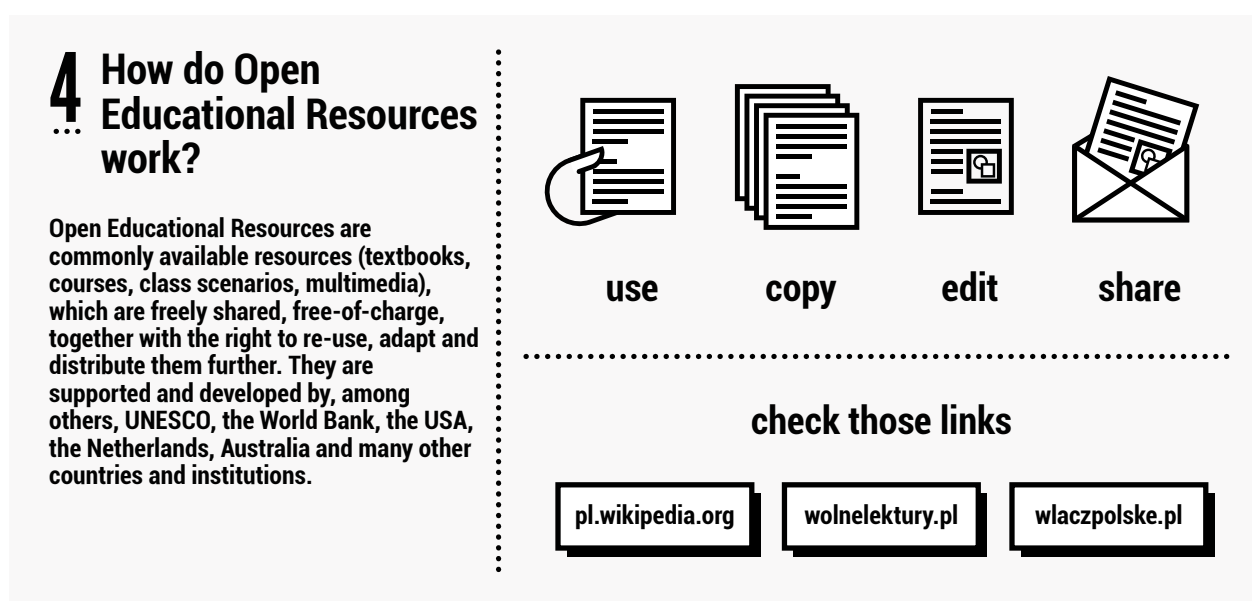 4
How do Open
Educational Resources
work?
Open Educational Resources are
commonly available resources (textbooks,
courses, class scenarios, multimedia),
which are freely shared, free-of-charge,
together with the right to re-use, adapt and
distribute them further. They are
supported and developed by, among
others, UNESCO, the World Bank, the USA,
the Netherlands, Australia and many other
countries and institutions.
use
copy
edit
share
check those links
pl.wikipedia.org
wolnelektury.pl
wlaczpolske.pl